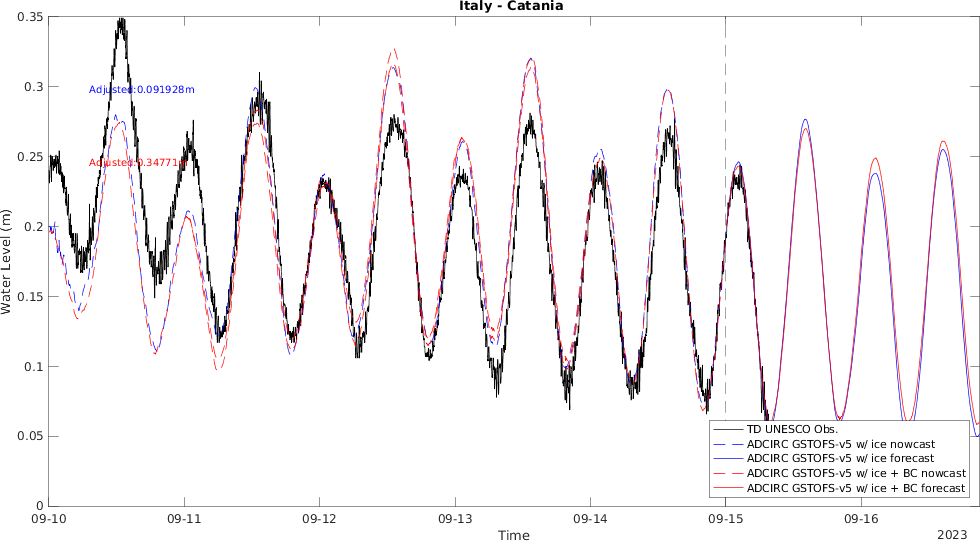 Italy - Catania
0.35
0.3
0.25
0.2
0.15
0.1
0.05
0
Water Level (m)
Adjusted:0.091928m
Adjusted:0.34771m
TD UNESCO Obs.
ADCIRC GSTOFS-v5 w/ ice nowcast
ADCIRC GSTOFS-v5 w/ ice forecast
ADCIRC GSTOFS-v5 w/ ice + BC nowcast
ADCIRC GSTOFS-v5 w/ ice + BC forecast
09-10 09-11 09-12 09-13 09-14 09-15 09-16
Time
2023